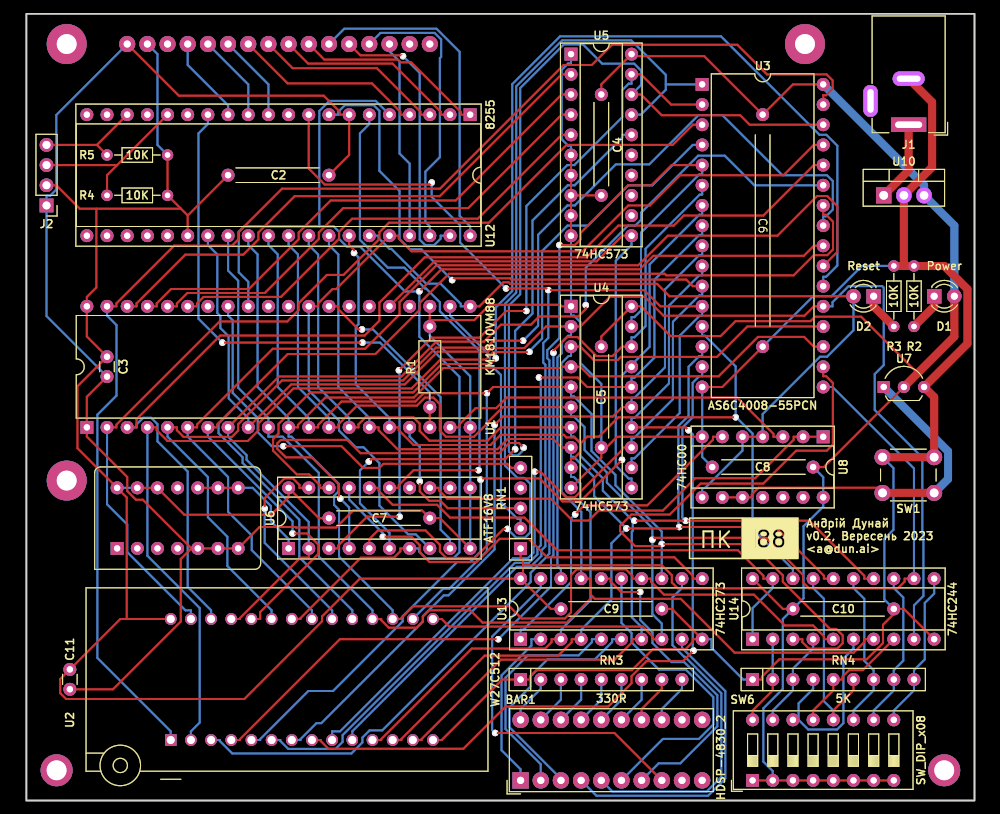 U5
U3
8255
C4
J1
U10
R5
10K
C2
R4
10K
J2
U12
C6
74HC573
U4
Reset
Power
10K
10K
D2
D1
R3
R2
U7
КМ1810VM88
C3
R1
C5
U1
AS6C4008-55PCN
74HC00
C8
U8
ATF16V8
RN1
74HC573
U6
C7
SW1
ПК
88
Андрій Дунай
v0.2, Вересень 2023
<a@dun.ai>
U13
C9
74HC273
U14
C10
74HC244
C11
U2
W27C512
RN3
BAR1
330R
RN4
SW6
5K
HDSP-4830_2
SW_DIP_x08